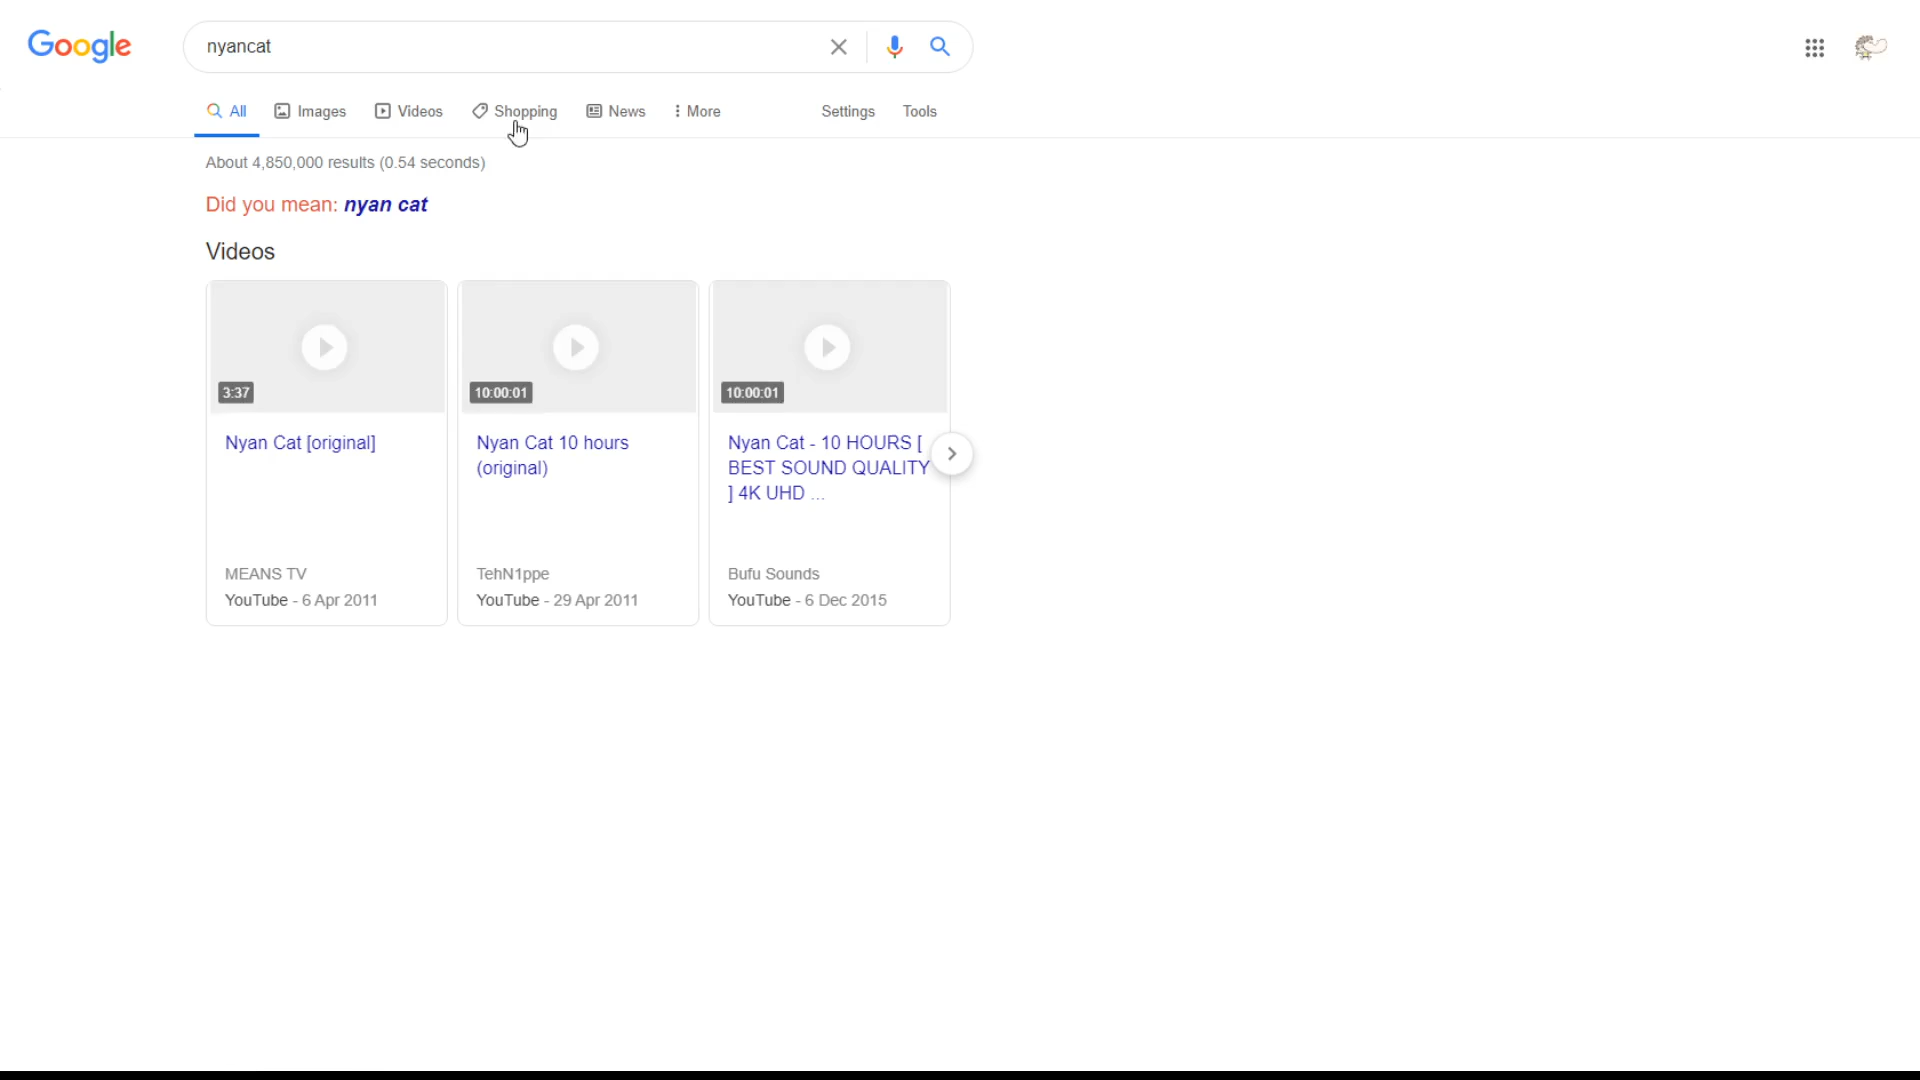 Google
nyancat
All Images Videos Shopping News More Settings Tools
About 4,850,000 results (0.54 seconds)
Did you mean: nyan cat
Videos
3:37
Nyan Cat [original]
MEANS TV
YouTube - 6 Apr 2011
10:00:01
Nyan Cat 10 hours
(original)
TehN1ppe
YouTube - 29 Apr 2011
10:00:01
Nyan Cat - 10 HOURS [
BEST SOUND QUALITY
] 4K UHD ...
Bufu Sounds
YouTube - 6 Dec 2015